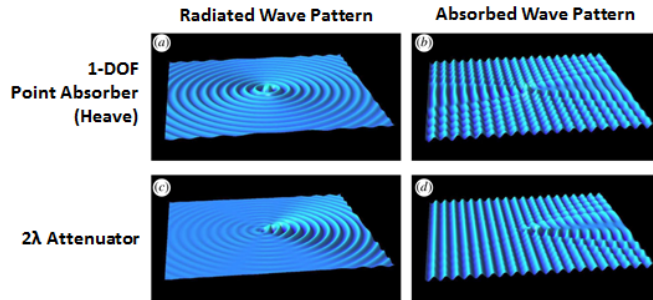 Radiated Wave Pattern
Absorbed Wave Pattern
1-DOF
Point Absorber
(Heave)
(a)
(b)
2λ Attenuator
(c)
(d)